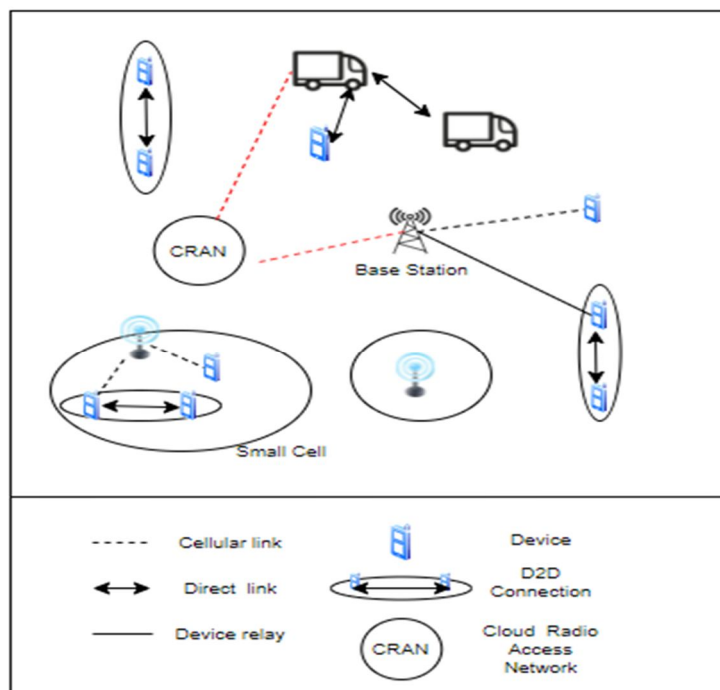 CRAN
Base Station
Small Cell
Cellular link
Device
Direct link
D2D
Connection
Device relay
CRAN
Cloud Radio
Access
Network